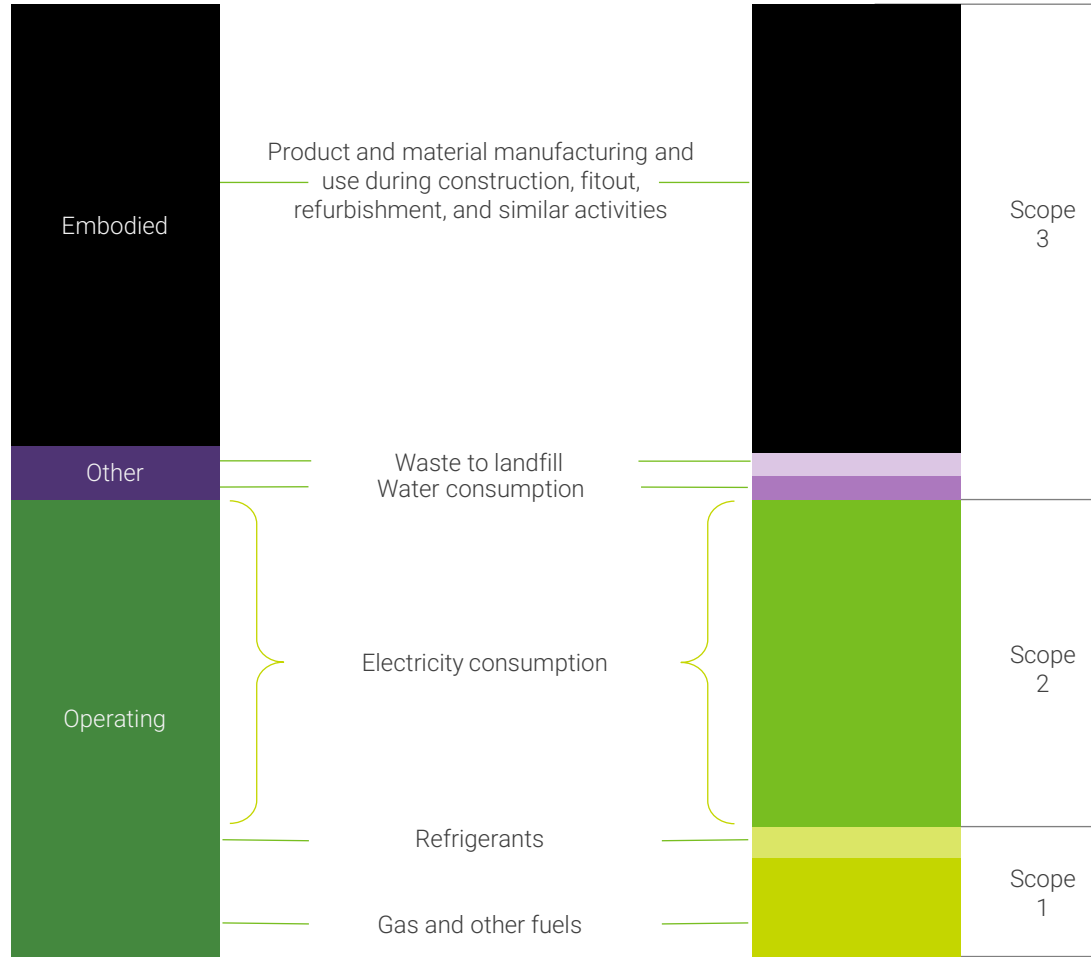 Product and material manufacturing and
use during construction, fitout,
refurbishment, and similar activities
Embodied
Scope
3
Other
Waste to landfill
Water consumption
Electricity consumption
Scope
2
Operating
Refrigerants
Scope
1
Gas and other fuels